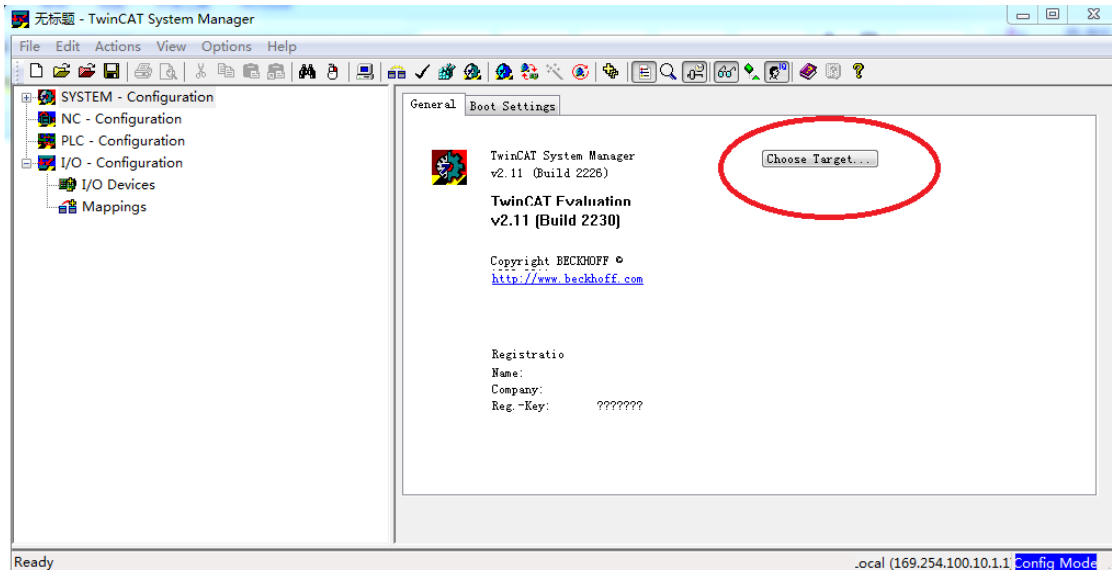 无标题 - TwinCAT System Manager
File Edit Actions View Options Help
SYSTEM - Configuration
NC - Configuration
PLC - Configuration
I/O - Configuration
I/O Devices
Mappings
General Boot Settings
TwinCAT System Manager
v2.11 (Build 2226)
Choose Target...
TwinCAT Evaluation
v2.11 (Build 2230)
Copyright BECKHOFF ©
http://www.beckhoff.com
Registratio
Name:
Company:
Reg.-Key: ???????
Ready
.ocal (169.254.100.10.1.1) Config Mode